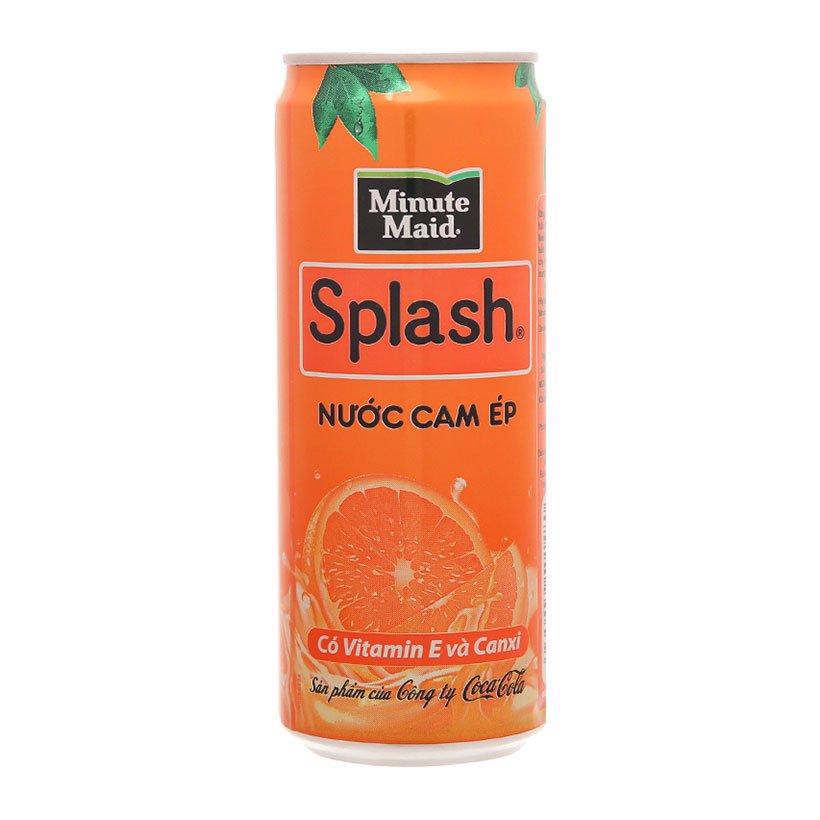 Minute
Maid®
Splash®
NƯỚC CAM ÉP
Có Vitamin E và Canxi
Sản phẩm của Công ty Coca-Cola